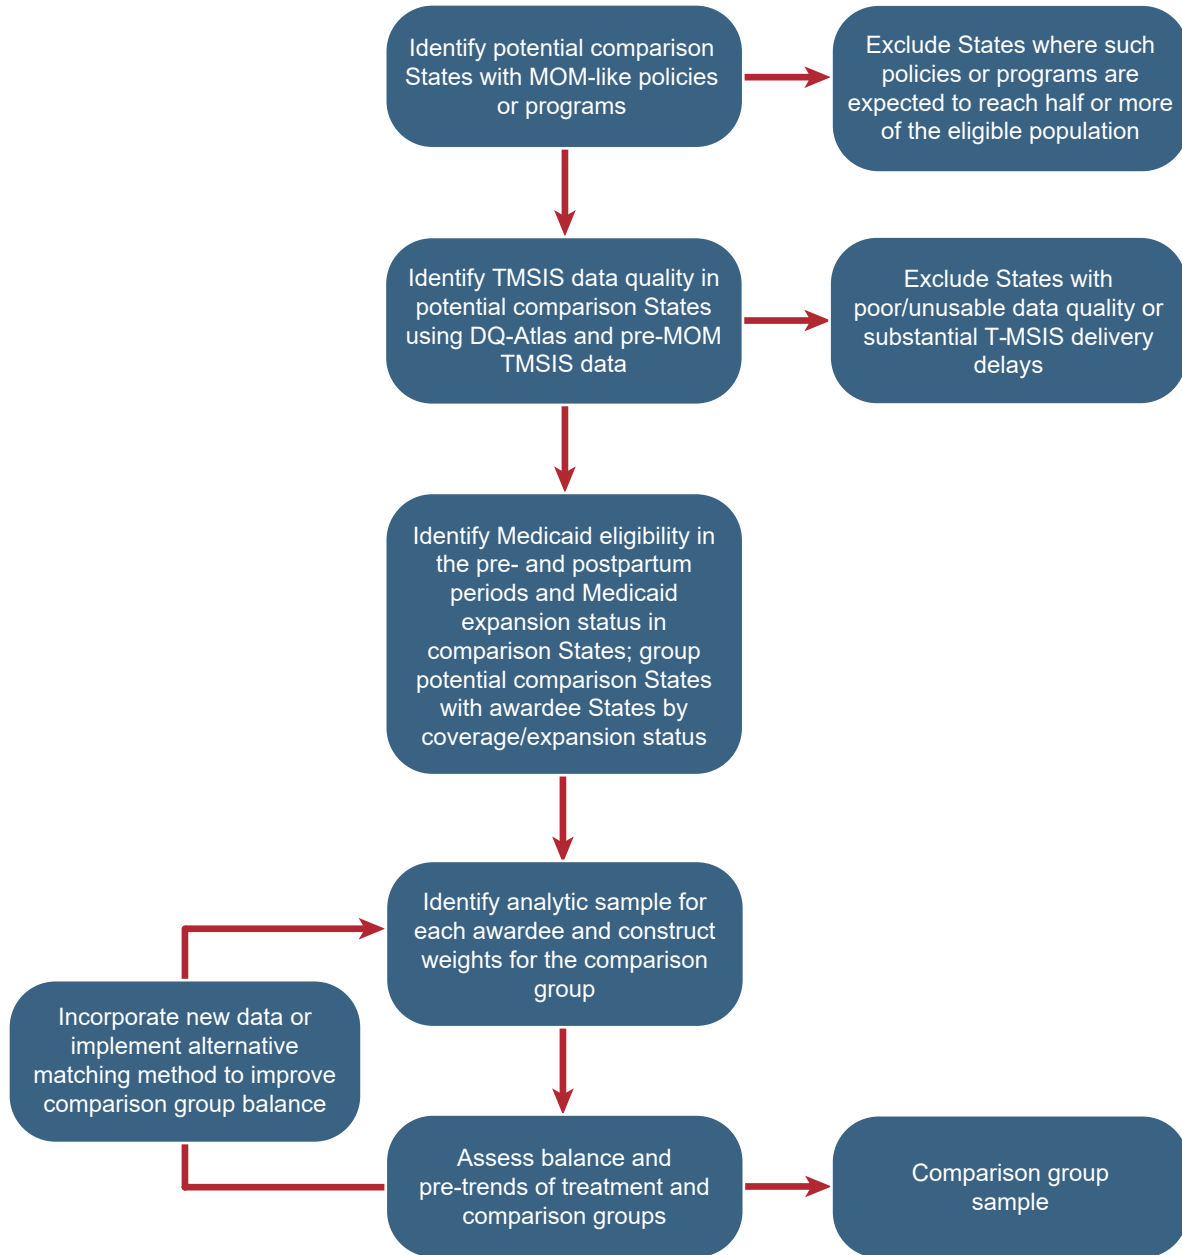 Identify potential comparison
States with MOM-like policies
or programs
Exclude States where such
policies or programs are
expected to reach half or more
of the eligible population
Identify TMSIS data quality in
potential comparison States
using DQ-Atlas and pre-MOM
TMSIS data
Exclude States with
poor/unusable data quality or
substantial T-MSIS delivery
delays
Identify Medicaid eligibility in
the pre- and postpartum
periods and Medicaid
expansion status in
comparison States; group
potential comparison States
with awardee States by
coverage/expansion status
Identify analytic sample for
each awardee and construct
weights for the comparison
group
Incorporate new data or
implement alternative
matching method to improve
comparison group balance
Assess balance and
pre-trends of treatment and
comparison groups
Comparison group
sample